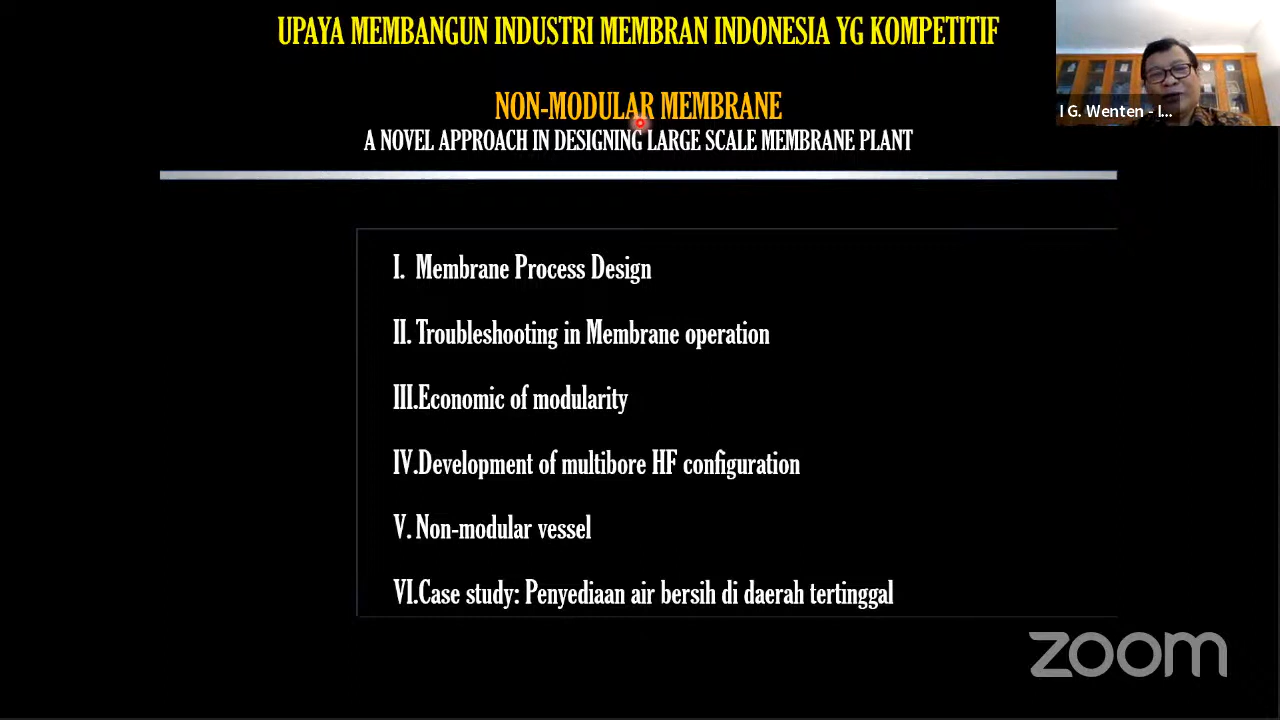 UPAYA MEMBANGUN INDUSTRI MEMBRAN INDONESIA YG KOMPETITIF
NON-MODULAR MEMBRANE
A NOVEL APPROACH IN DESIGNING LARGE SCALE MEMBRANE PLANT
I G. Wenten - I...
I. Membrane Process Design
II. Troubleshooting in Membrane operation
III.Economic of modularity
IV.Development of multibore HF configuration
V. Non-modular vessel
VI.Case study: Penyediaan air bersih di daerah tertinggal
zoom